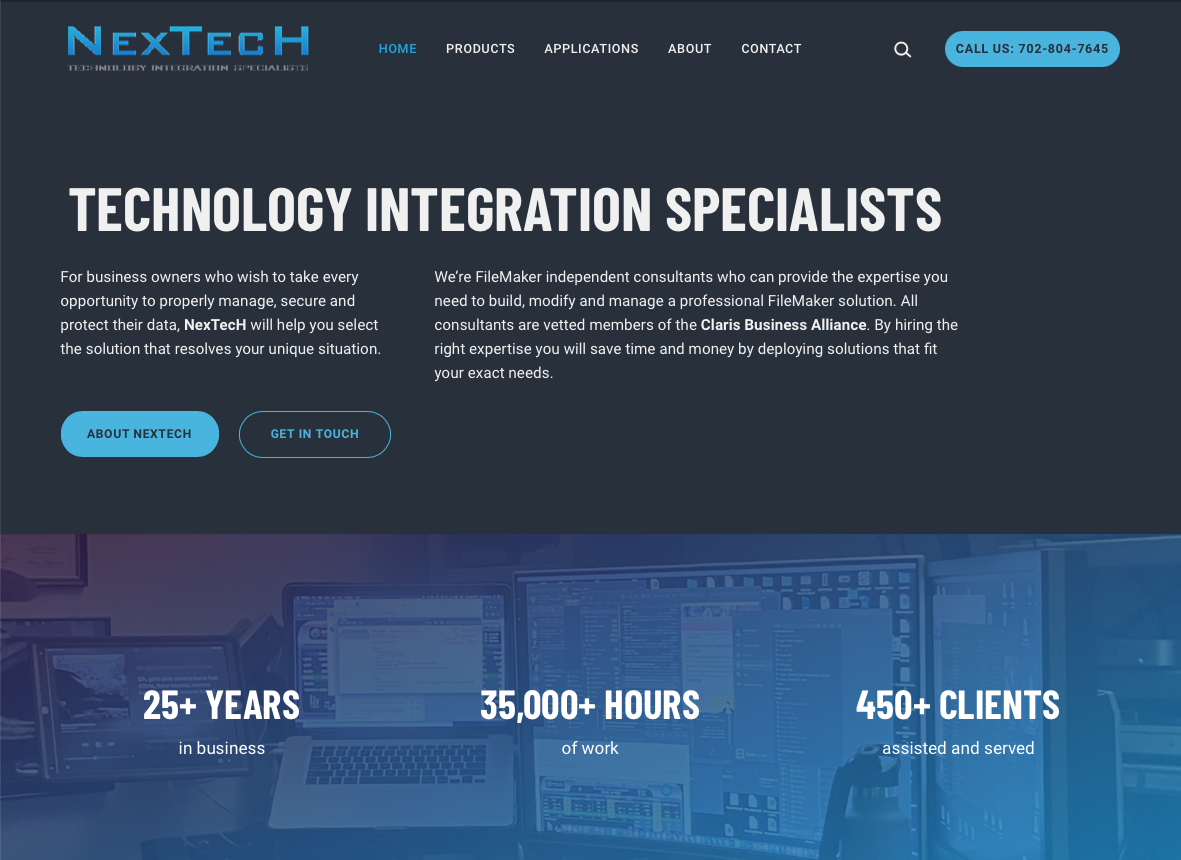 NexTecH
TECHNOLOGY INTEGRATION SPECIALISTS
HOME PRODUCTS APPLICATIONS ABOUT CONTACT
CALL US: 702-804-7645
TECHNOLOGY INTEGRATION SPECIALISTS
For business owners who wish to take every
opportunity to properly manage, secure and
protect their data, NexTecH will help you select
the solution that resolves your unique situation.
We’re FileMaker independent consultants who can provide the expertise you
need to build, modify and manage a professional FileMaker solution. All
consultants are vetted members of the Claris Business Alliance. By hiring the
right expertise you will save time and money by deploying solutions that fit
your exact needs.
ABOUT NEXTECH
GET IN TOUCH
25+ YEARS
in business
35,000+ HOURS
of work
450+ CLIENTS
assisted and served